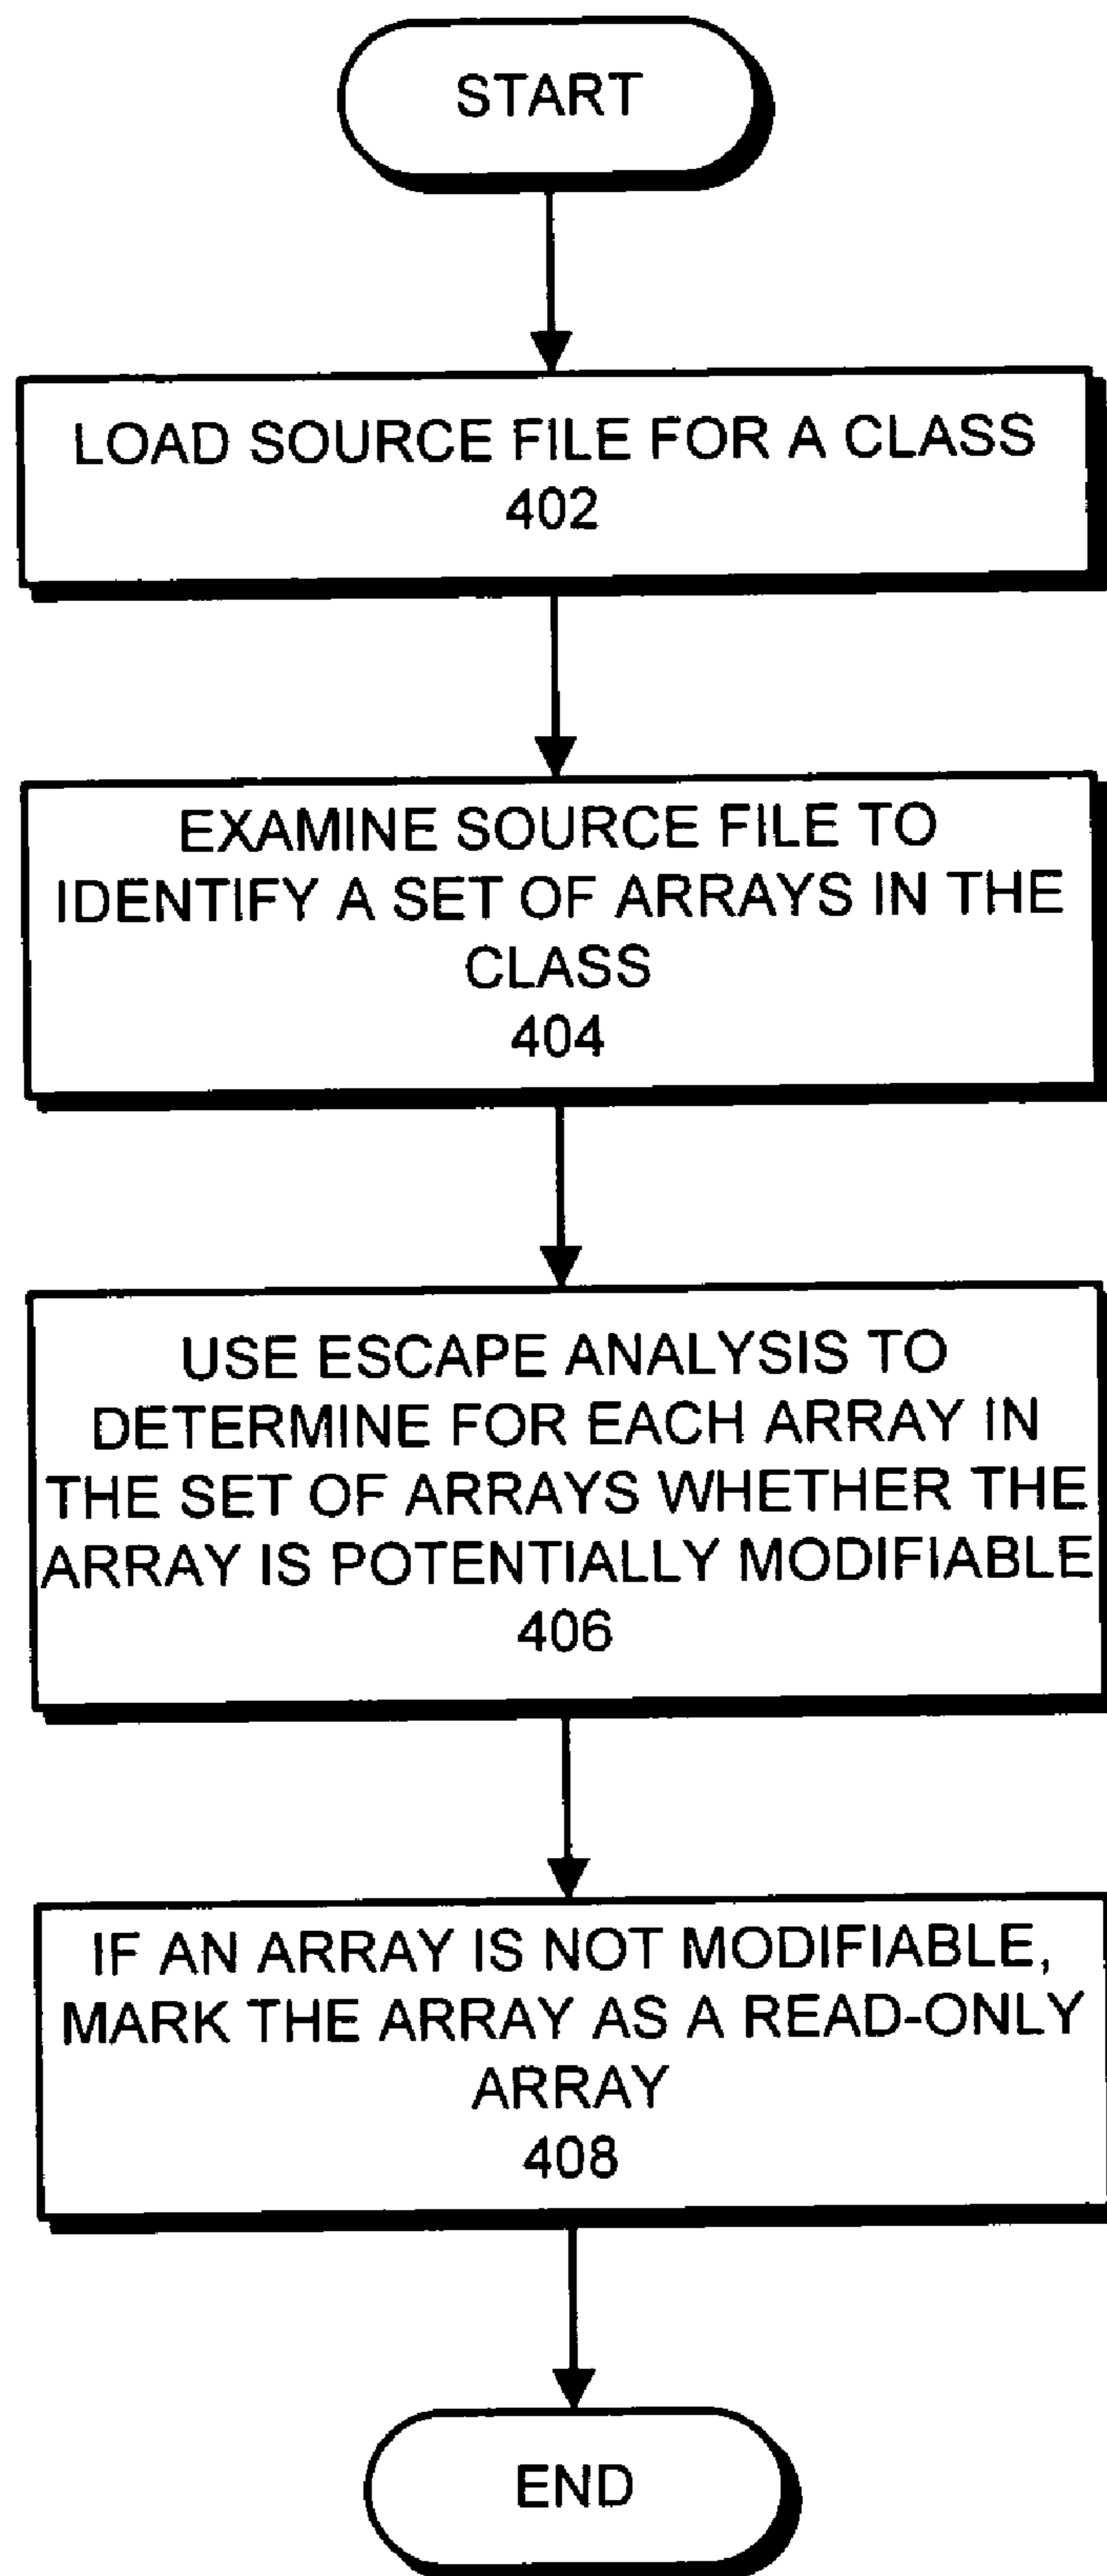 START
LOAD SOURCE FILE FOR A CLASS
402
EXAMINE SOURCE FILE TO
IDENTIFY A SET OF ARRAYS IN THE
CLASS
404
USE ESCAPE ANALYSIS TO
DETERMINE FOR EACH ARRAY IN
THE SET OF ARRAYS WHETHER THE
ARRAY IS POTENTIALLY MODIFIABLE
406
IF AN ARRAY IS NOT MODIFIABLE,
MARK THE ARRAY AS A READ-ONLY
ARRAY
408
END